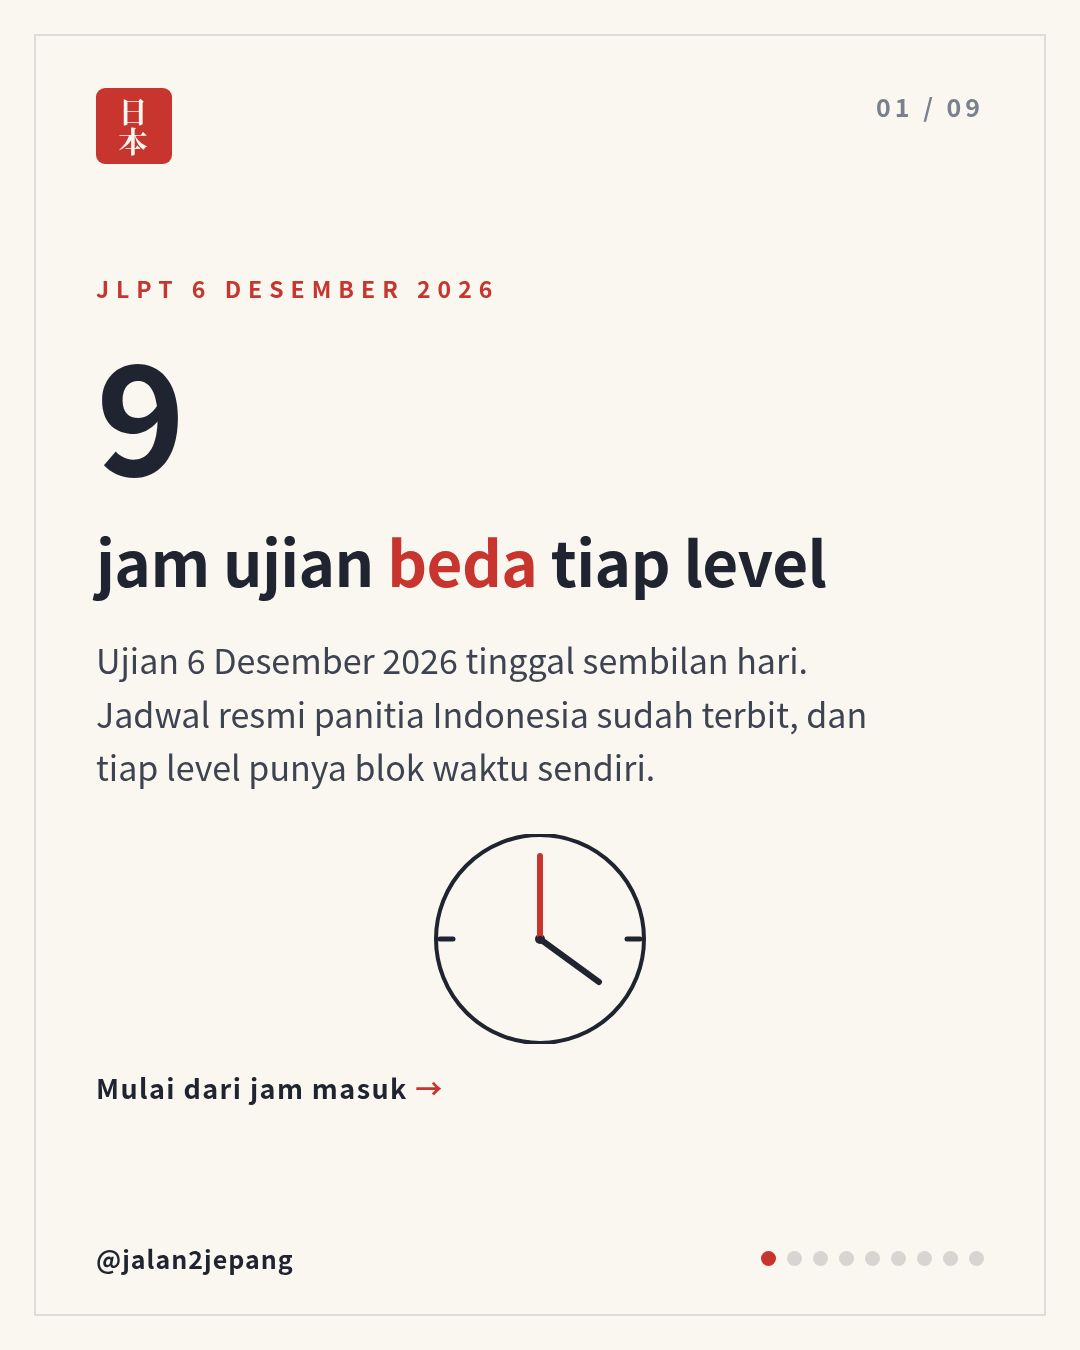 日本
01 / 09
JLPT 6 DESEMBER 2026
9
jam ujian beda tiap level
Ujian 6 Desember 2026 tinggal sembilan hari.
Jadwal resmi panitia Indonesia sudah terbit, dan
tiap level punya blok waktu sendiri.
Mulai dari jam masuk →
@jalan2jepang